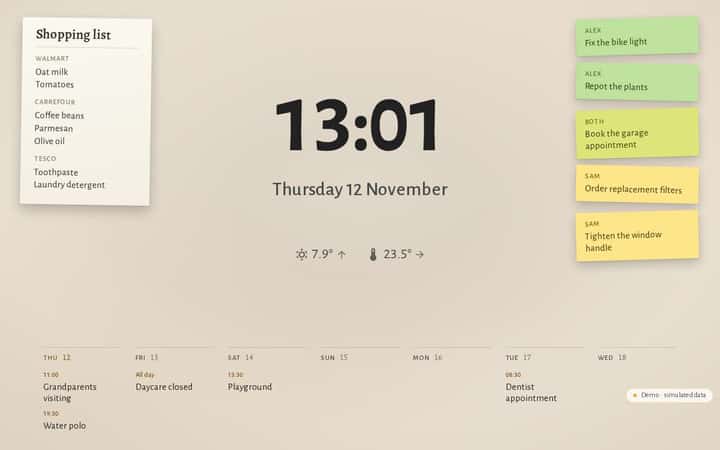 Shopping list
WALMART
Oat milk
Tomatoes
CARREFOUR
Coffee beans
Parmesan
Olive oil
TESCO
Toothpaste
Laundry detergent
13:01
Thursday 12 November
7.9° ↑
23.5° →
ALEX
Fix the bike light
ALEX
Repot the plants
BOTH
Book the garage
appointment
SAM
Order replacement filters
SAM
Tighten the window
handle
THU 12
11:00
Grandparents
visiting
19:30
Water polo
FRI 13
All day
Daycare closed
SAT 14
13:30
Playground
SUN 15
MON 16
TUE 17
08:30
Dentist
appointment
WED 18
Demo · simulated data